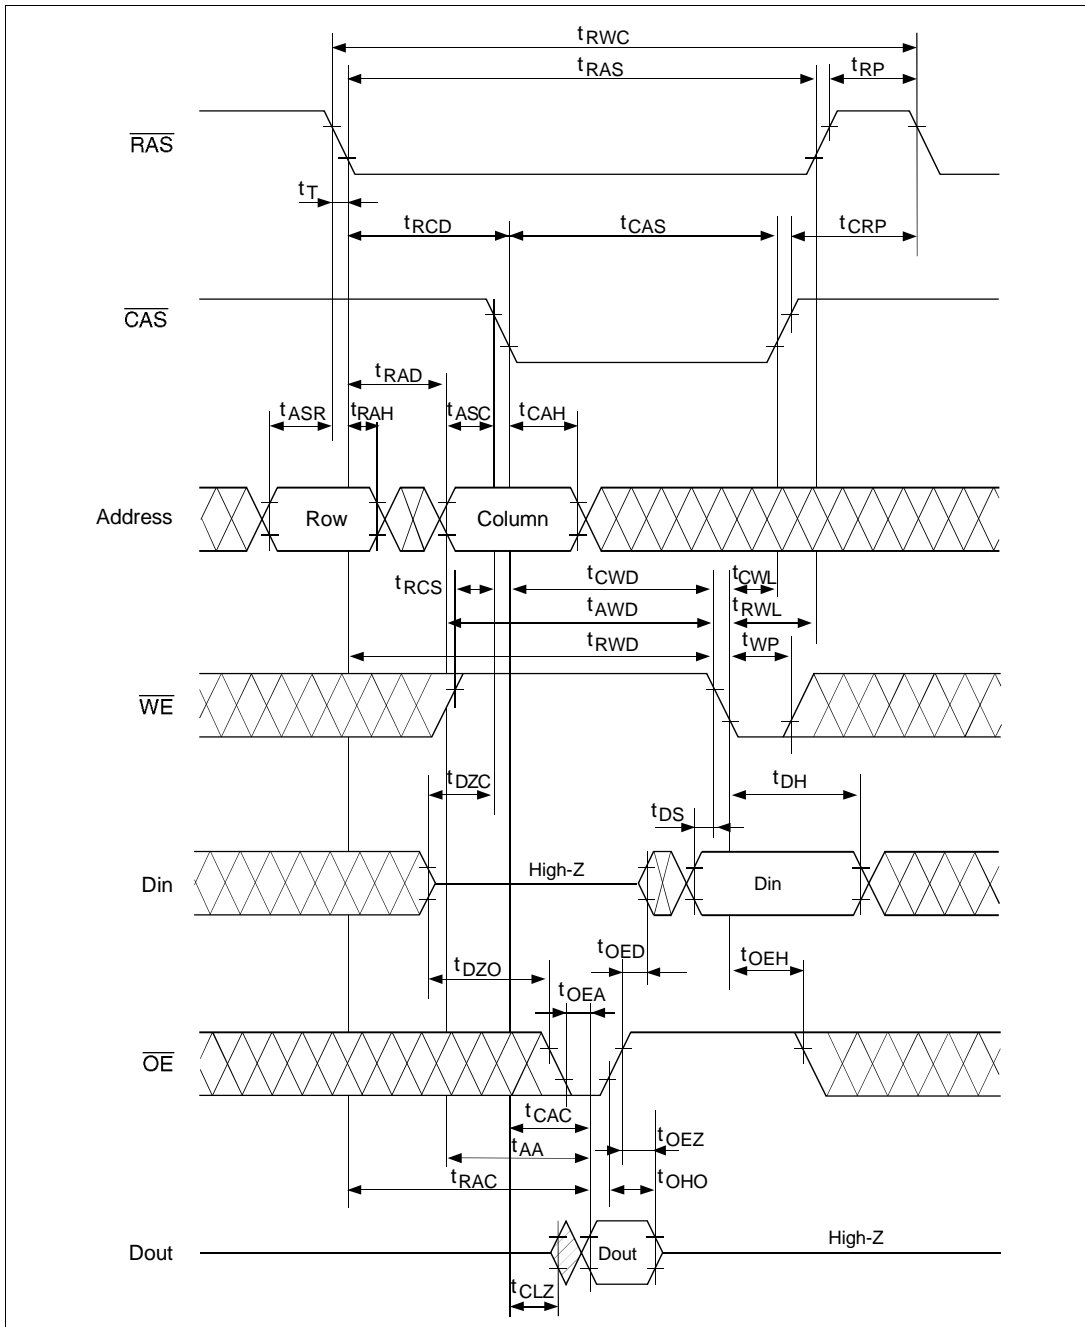 tRWC
tRAS
tRP
RAS
tT
tRCD
tCAS
tCRP
CAS
tRAD
tASR
tRAH
tASC
tCAH
Address
Row
Column
tRCS
tCWD
tCWL
tAWD
tRWL
tRWD
tWP
WE
tDZC
tDH
tDS
Din
High-Z
Din
tDZO
tOED
tOEH
tOEA
OE
tCAC
tAA
tOEZ
tRAC
tOHO
Dout
Dout
High-Z
tCLZ